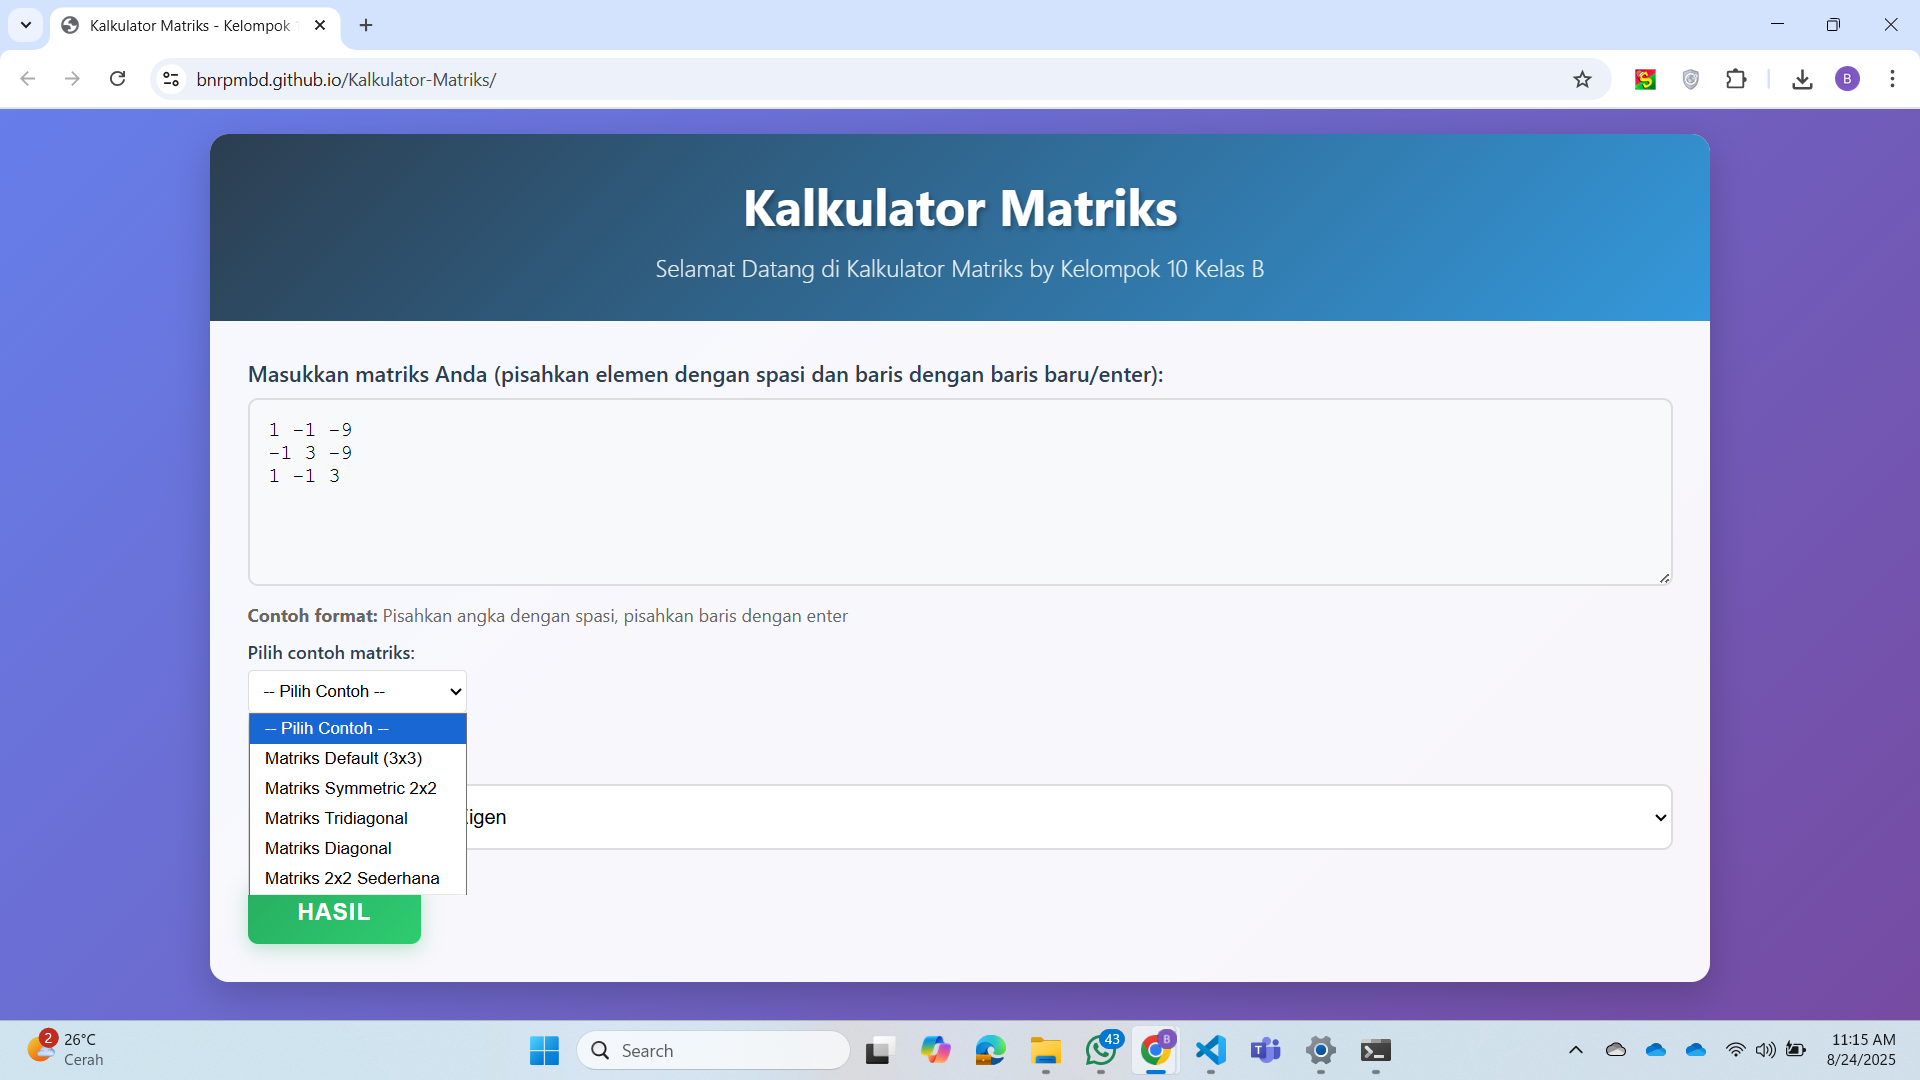 Kalkulator Matriks - Kelompok
bnrpmbd.github.io/Kalkulator-Matriks/
B
Kalkulator Matriks
Selamat Datang di Kalkulator Matriks by Kelompok 10 Kelas B
Masukkan matriks Anda (pisahkan elemen dengan spasi dan baris dengan baris baru/enter):
1 -1 -9
-1 3 -9
1 -1 3
Contoh format: Pisahkan angka dengan spasi, pisahkan baris dengan enter
Pilih contoh matriks:
-- Pilih Contoh --
-- Pilih Contoh --
Matriks Default (3x3)
Matriks Symmetric 2x2
Matriks Tridiagonal
Matriks Diagonal
Matriks 2x2 Sederhana
Eigen
HASIL
2
26°C
Cerah
Search
43
B
11:15 AM
8/24/2025